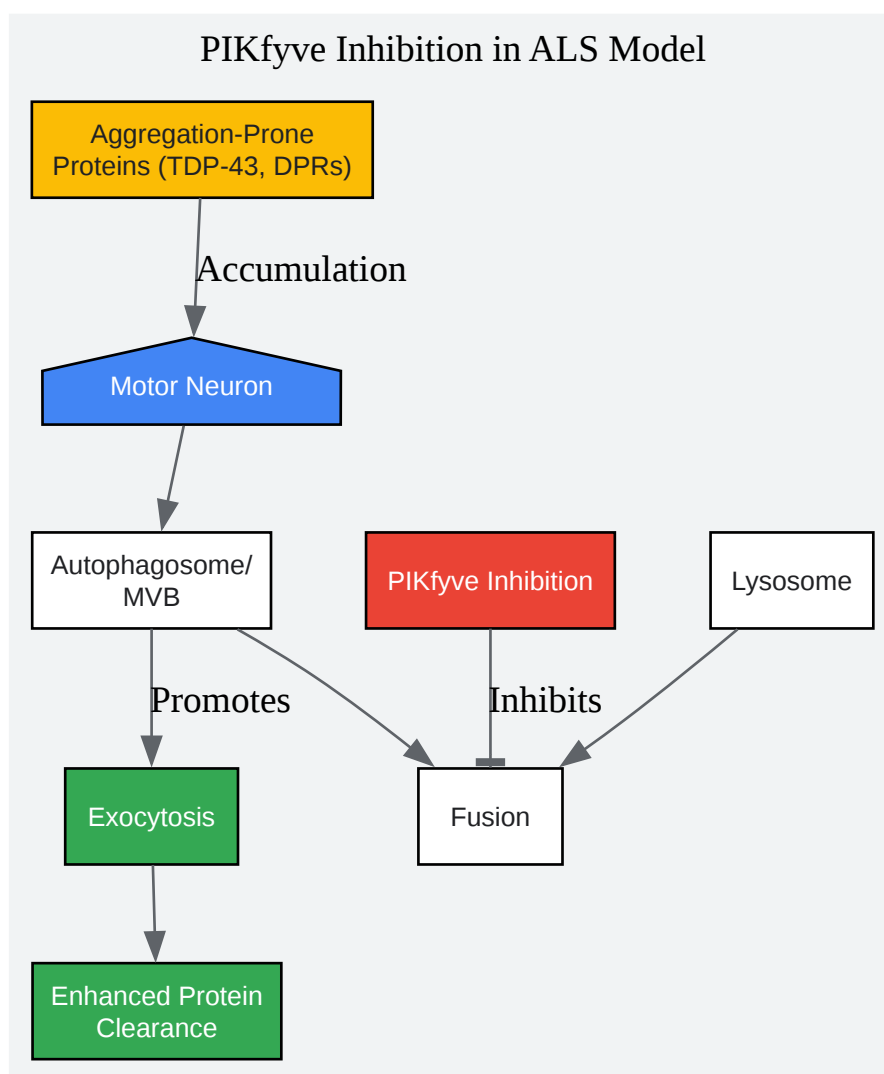 PIKfyve Inhibition in ALS Model
Aggregation-Prone
Proteins (TDP-43, DPRs)
Accumulation
Motor Neuron
Autophagosome/
MVB
PIKfyve Inhibition
Lysosome
Promotes
Inhibits
Exocytosis
Fusion
Enhanced Protein
Clearance